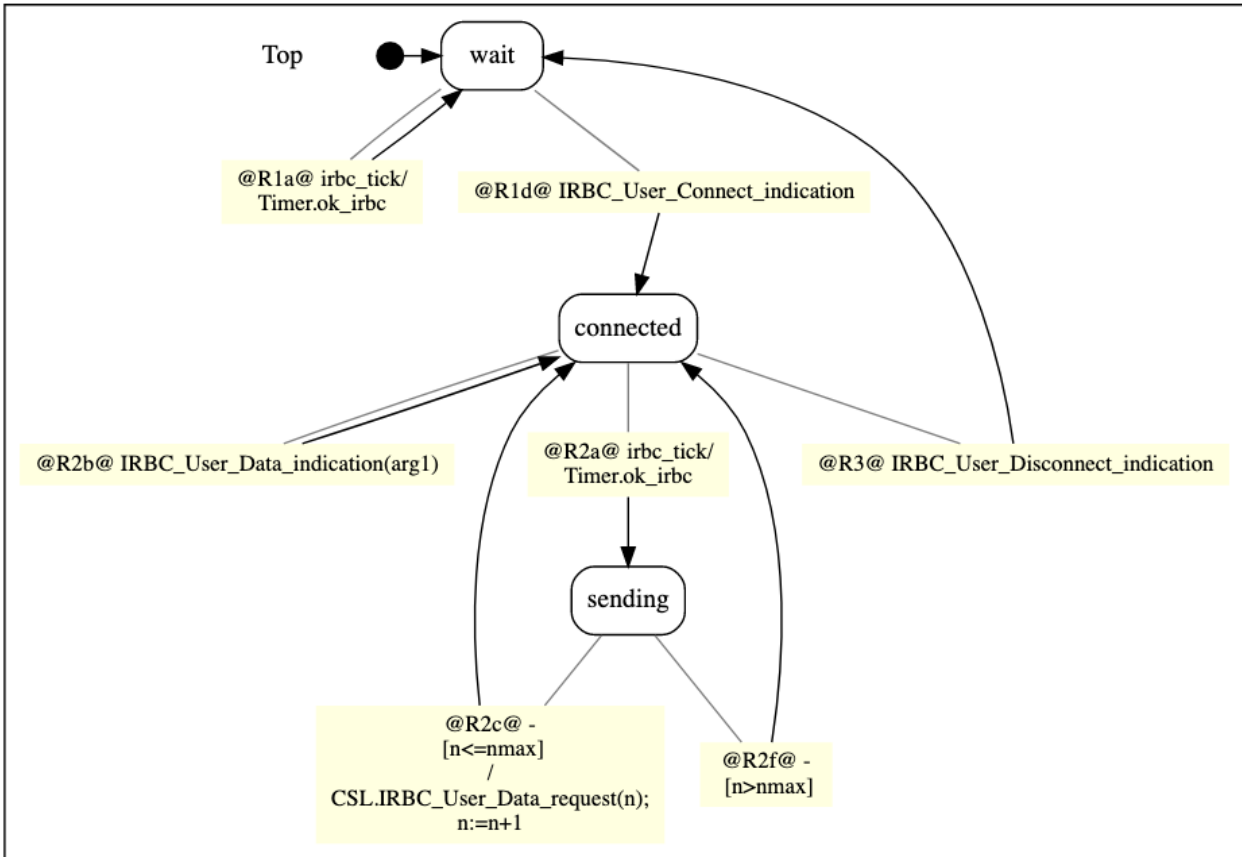 Top
wait
@R1a@ irbc_tick/
Timer.ok_irbc
@R1d@ IRBC_User_Connect_indication
connected
@R2b@ IRBC_User_Data_indication(arg1)
@R2a@ irbc_tick/
Timer.ok_irbc
@R3@ IRBC_User_Disconnect_indication
sending
@R2c@ -
[n<=nmax]
/
CSL.IRBC_User_Data_request(n);
n:=n+1
@R2f@ -
[n>nmax]